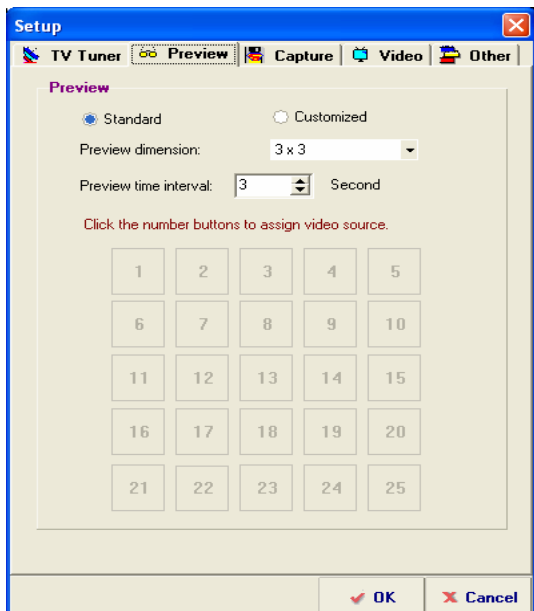 Setup
TV Tuner Preview Capture Video Other
Preview
Standard Customized
Preview dimension: 3 x 3
Preview time interval: 3 Second
Click the number buttons to assign video source.
1 2 3 4 5
6 7 8 9 10
11 12 13 14 15
16 17 18 19 20
21 22 23 24 25
OK Cancel